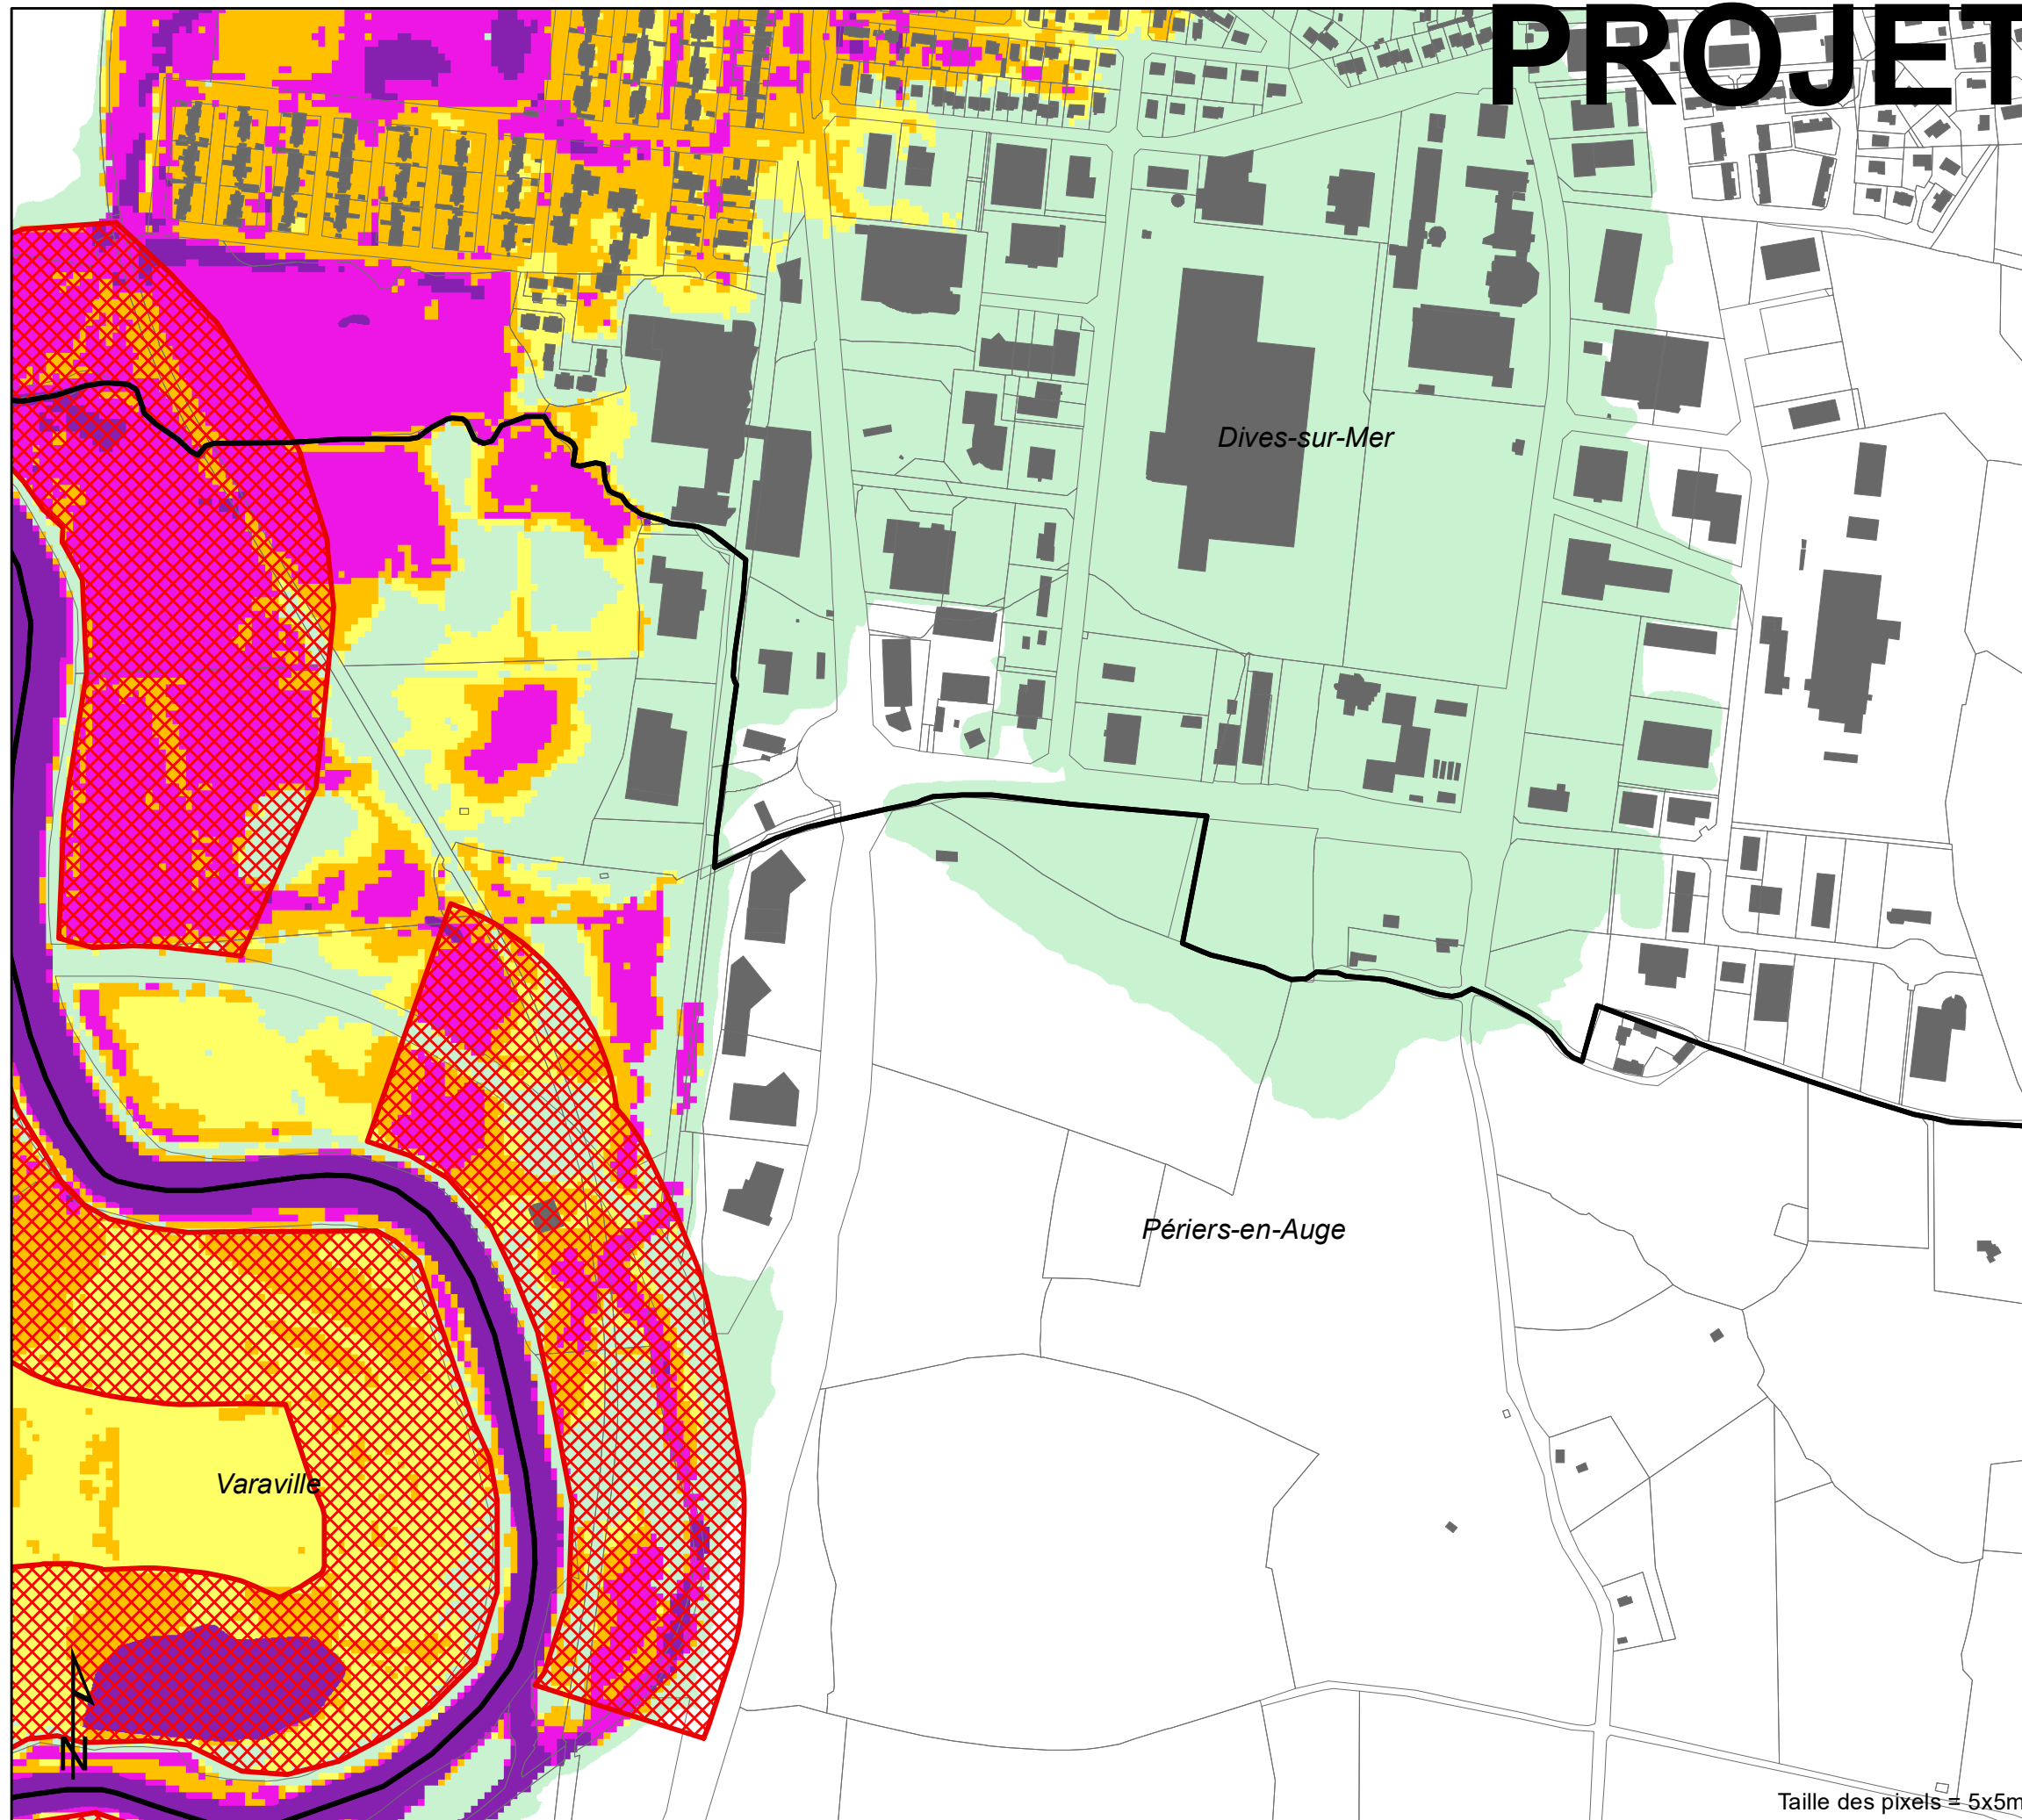 PROJET
Dives-sur-Mer
Périers-en-Auge
Varaville
N
Taille des pixels = 5x5m